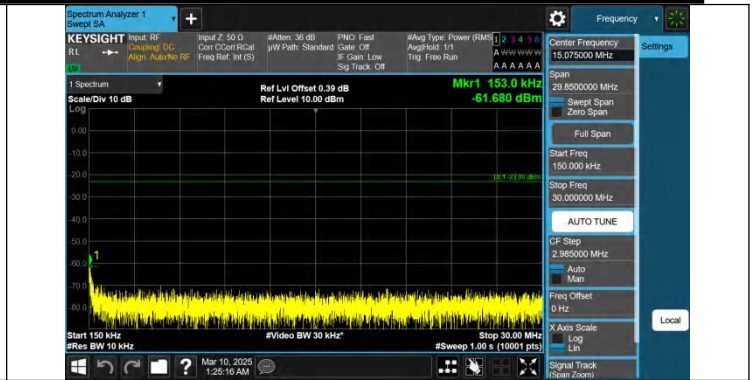 Spectrum Analyzer 1
Swept SA
Frequency
KEYSIGHT
RL
Input: RF
Coupling: DC
Align: Auto/No RF
Input Z: 50 Ω
Corr CCorr RCal
Freq Ref: Int (S)
#Atten: 36 dB
µW Path: Standard
PNO: Fast
Gate: Off
IF Gain: Low
Sig Track: Off
#Avg Type: Power (RMS
Avg|Hold: 1/1
Trig: Free Run
1 2 3 4 5 6
A W W W W W
A A A A A A
1 Spectrum
Scale/Div 10 dB
Log
Ref Lvl Offset 0.39 dB
Ref Level 10.00 dBm
Mkr1 153.0 kHz
-61.680 dBm
0.00
-10.0
-20.0
-30.0
-40.0
-50.0
-60.0
-70.0
-80.0
1
Start 150 kHz
#Res BW 10 kHz
#Video BW 30 kHz*
Stop 30.00 MHz
#Sweep 1.00 s (10001 pts)
Center Frequency
15.075000 MHz
Settings
Span
29.8500000 MHz
Swept Span
Zero Span
Full Span
Start Freq
150.000 kHz
Stop Freq
30.000000 MHz
AUTO TUNE
CF Step
2.985000 MHz
Auto
Man
Freq Offset
0 Hz
X Axis Scale
Log
Lin
Signal Track
(Span Zoom)
Local
?
Mar 10, 2025
1:25:16 AM